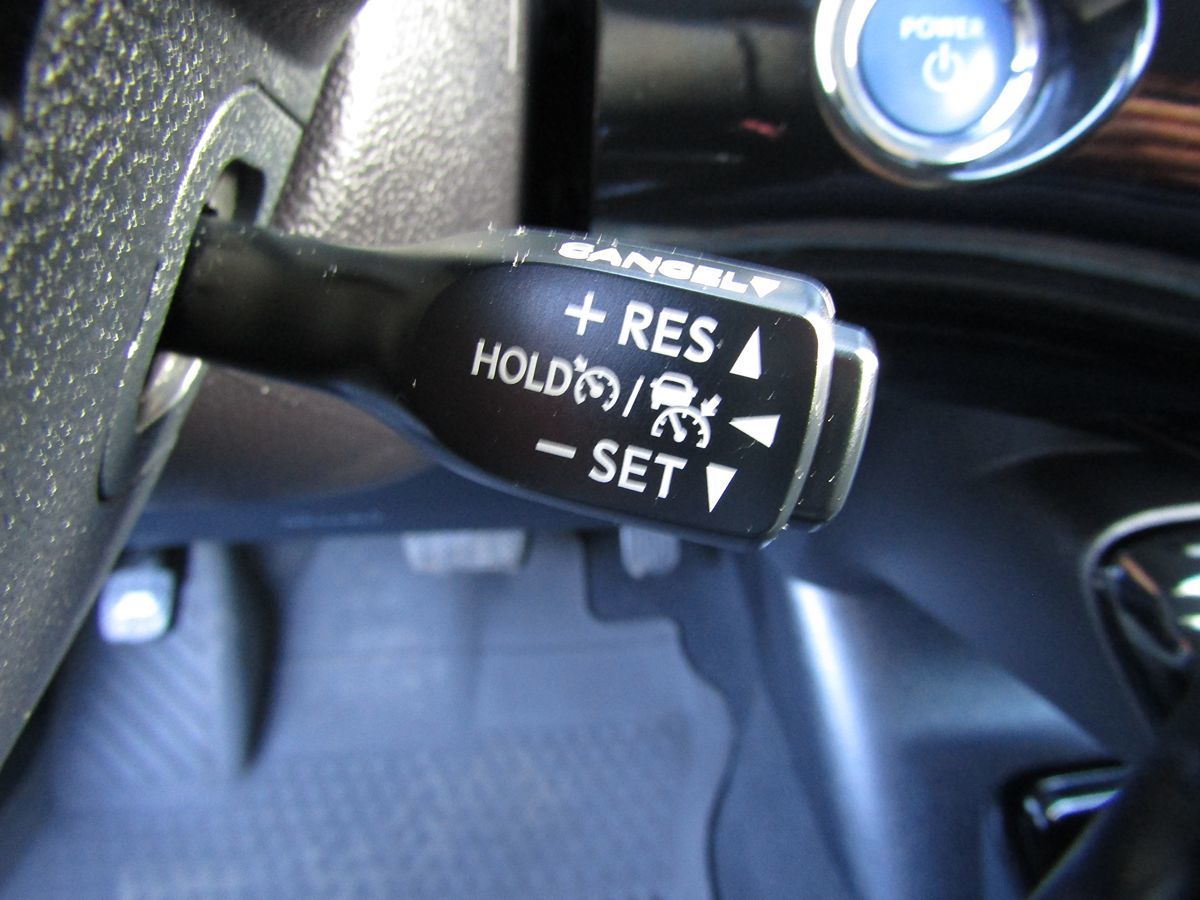 POWER
CANCEL
+ RES
HOLD /
− SET